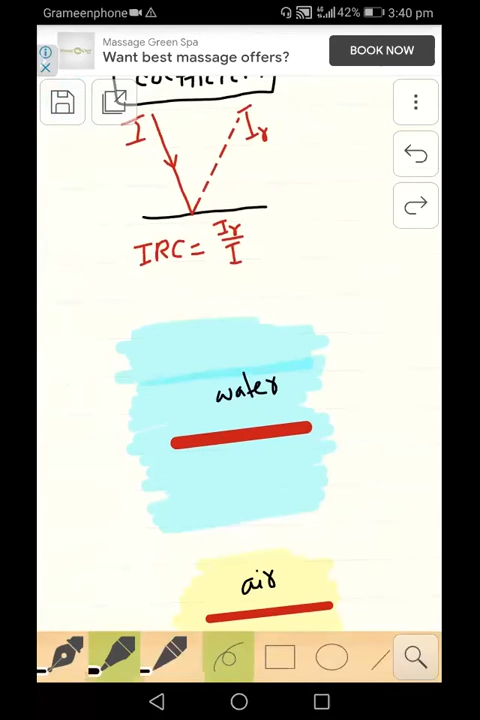 Grameenphone 42% 3:40 pm
Massage Green Spa
Want best massage offers?
BOOK NOW
I Ir
IRC = Ir/I
water
air